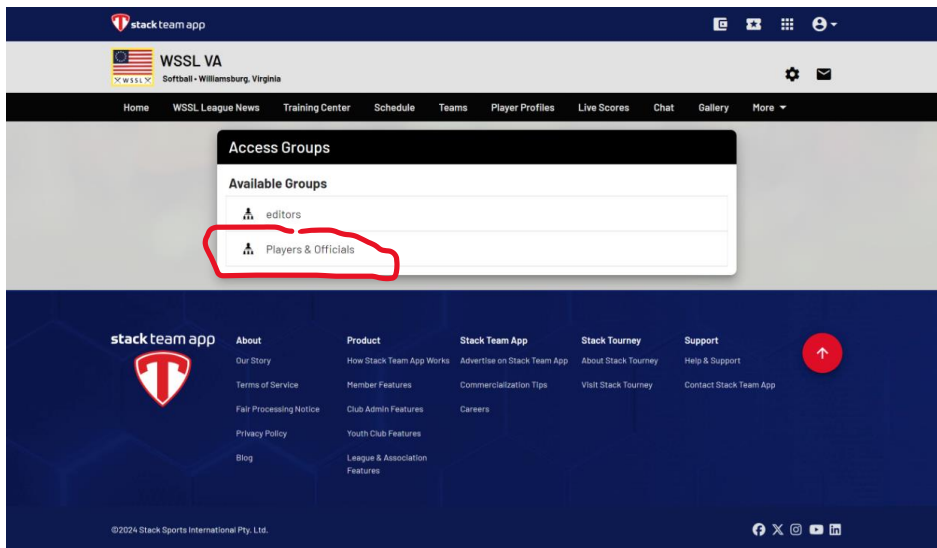 stack team app
WSSL VA
Softball • Williamsburg, Virginia
WSSL
Home WSSL League News Training Center Schedule Teams Player Profiles Live Scores Chat Gallery More
Access Groups
Available Groups
editors
Players & Officials
stack team app
About Product Stack Team App Stack Tourney Support
Our Story How Stack Team App Works Advertise on Stack Team App About Stack Tourney Help & Support
Terms of Service Member Features Commercialization Tips Visit Stack Tourney Contact Stack Team App
Fair Processing Notice Club Admin Features Careers
Privacy Policy Youth Club Features
Blog League & Association
Features
©2024 Stack Sports International Pty. Ltd.